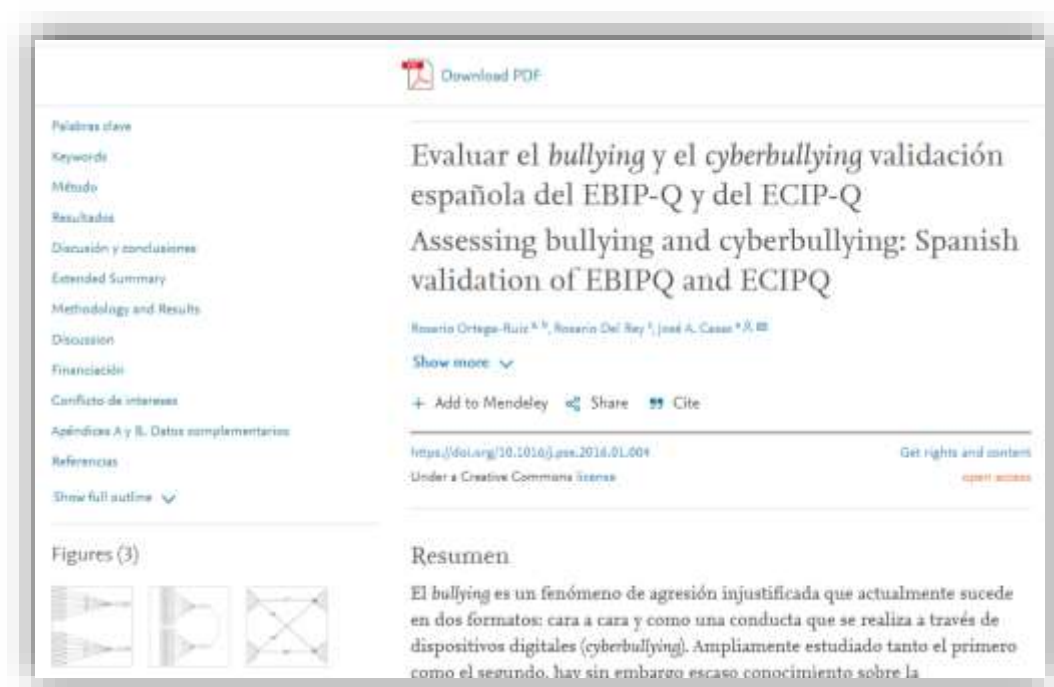 Download PDF
Palabras clave
Keywords
Método
Resultados
Discusión y conclusiones
Extended Summary
Methodology and Results
Discussion
Financiación
Conflicto de intereses
Apéndices A y B. Datos complementarios
Referencias
Show full outline
Figures (3)
Evaluar el bullying y el cyberbullying validación
española del EBIP-Q y del ECIP-Q
Assessing bullying and cyberbullying: Spanish
validation of EBIPQ and ECIPQ
Rosario Ortega-Ruiz a, b, Rosario Del Rey c, José A. Casas a
Show more
+ Add to Mendeley Share Cite
https://doi.org/10.1016/j.pse.2016.01.004 Get rights and content
Under a Creative Commons license open access
Resumen
El bullying es un fenómeno de agresión injustificada que actualmente sucede
en dos formatos: cara a cara y como una conducta que se realiza a través de
dispositivos digitales (cyberbullying). Ampliamente estudiado tanto el primero
como el segundo, hay sin embargo escaso conocimiento sobre la